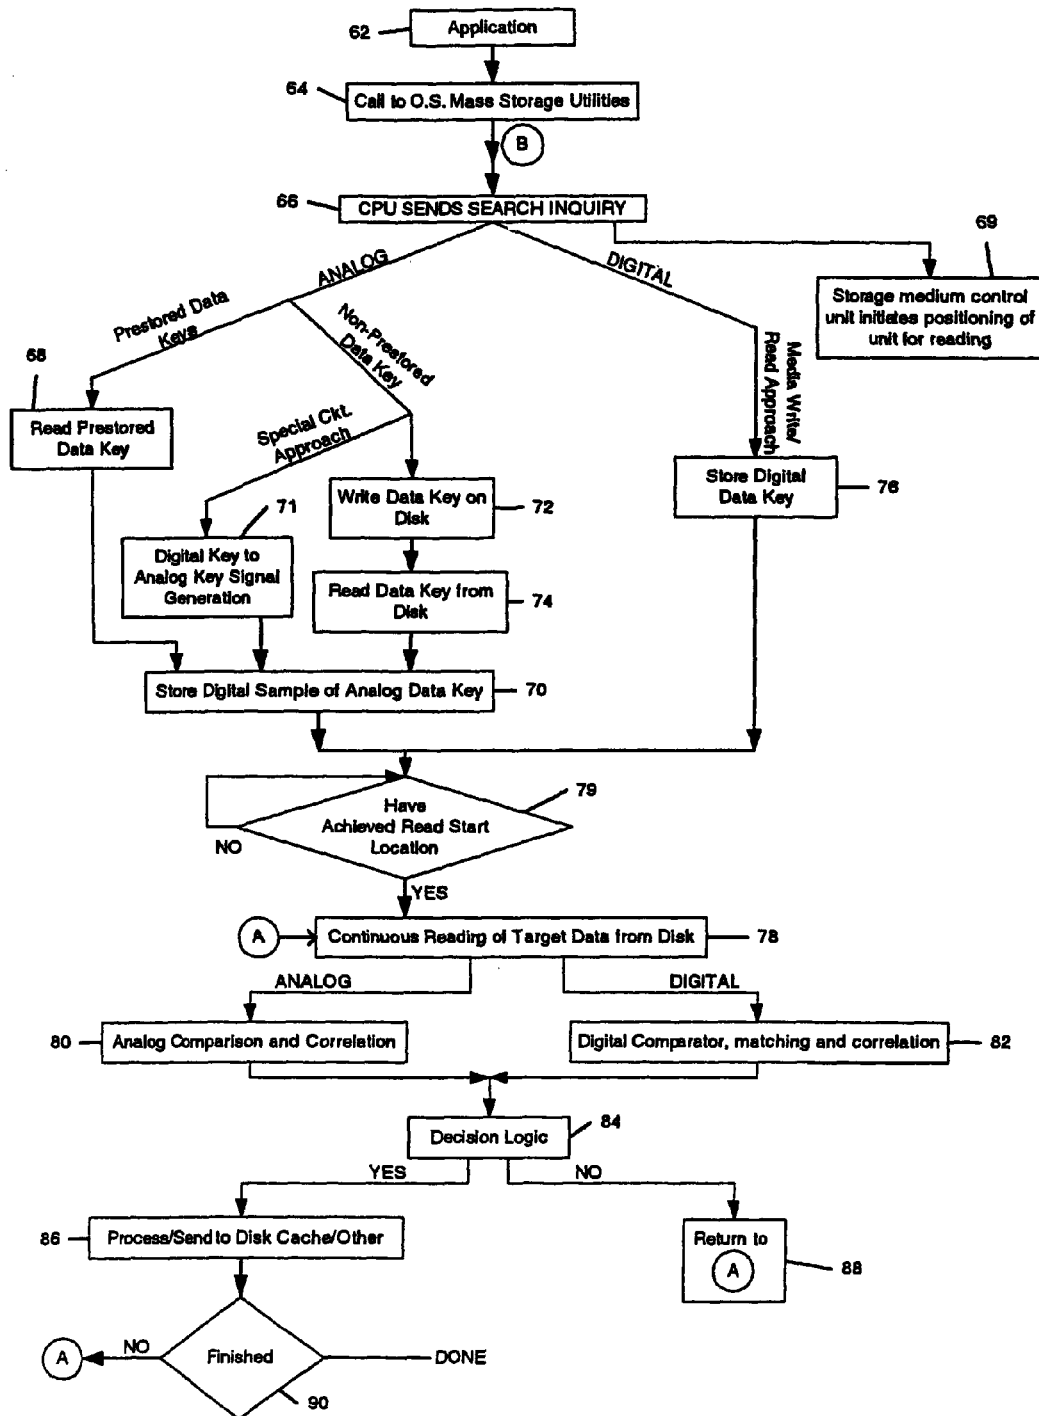 62
Application
64
Call to O.S. Mass Storage Utilities
B
66
CPU SENDS SEARCH INQUIRY
69
Storage medium control
unit initiates positioning of
unit for reading
ANALOG
DIGITAL
Prestored Data
Keys
Non-Prestored
Data Key
Media Write/
Read Approach
68
Read Prestored
Data Key
Special Ckt.
Approach
71
Digital Key to
Analog Key Signal
Generation
Write Data Key on
Disk
72
Store Digital
Data Key
76
Read Data Key from
Disk
74
Store Digital Sample of Analog Data Key
70
Have
Achieved Read Start
Location
79
NO
YES
A
Continuous Reading of Target Data from Disk
78
ANALOG
DIGITAL
80
Analog Comparison and Correlation
Digital Comparator, matching and correlation
82
Decision Logic
84
YES
NO
86
Process/Send to Disk Cache/Other
Return to
A
88
A
NO
Finished
DONE
90